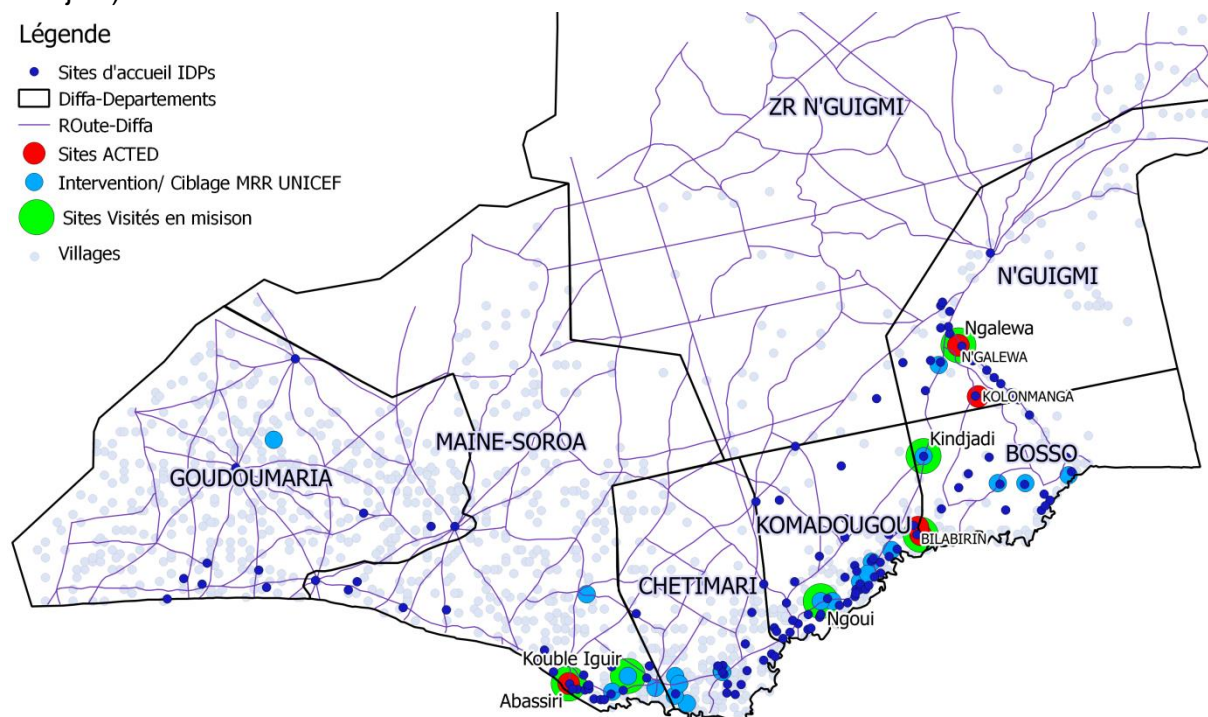 Légende
Sites d'accueil IDPs
Diffa-Departements
ROute-Diffa
Sites ACTED
Intervention/ Ciblage MRR UNICEF
Sites Visités en misison
Villages
ZR N'GUIGMI
N'GUIGMI
Ngalewa
N'GALEWA
KOLONMANGA
MAINE-SOROA
Kindjadi
BOSSO
GOUDOUMARIA
KOMADOUGOU
BILABIRIN
CHETIMARI
Ngoui
Kouble Iguir
Abassiri